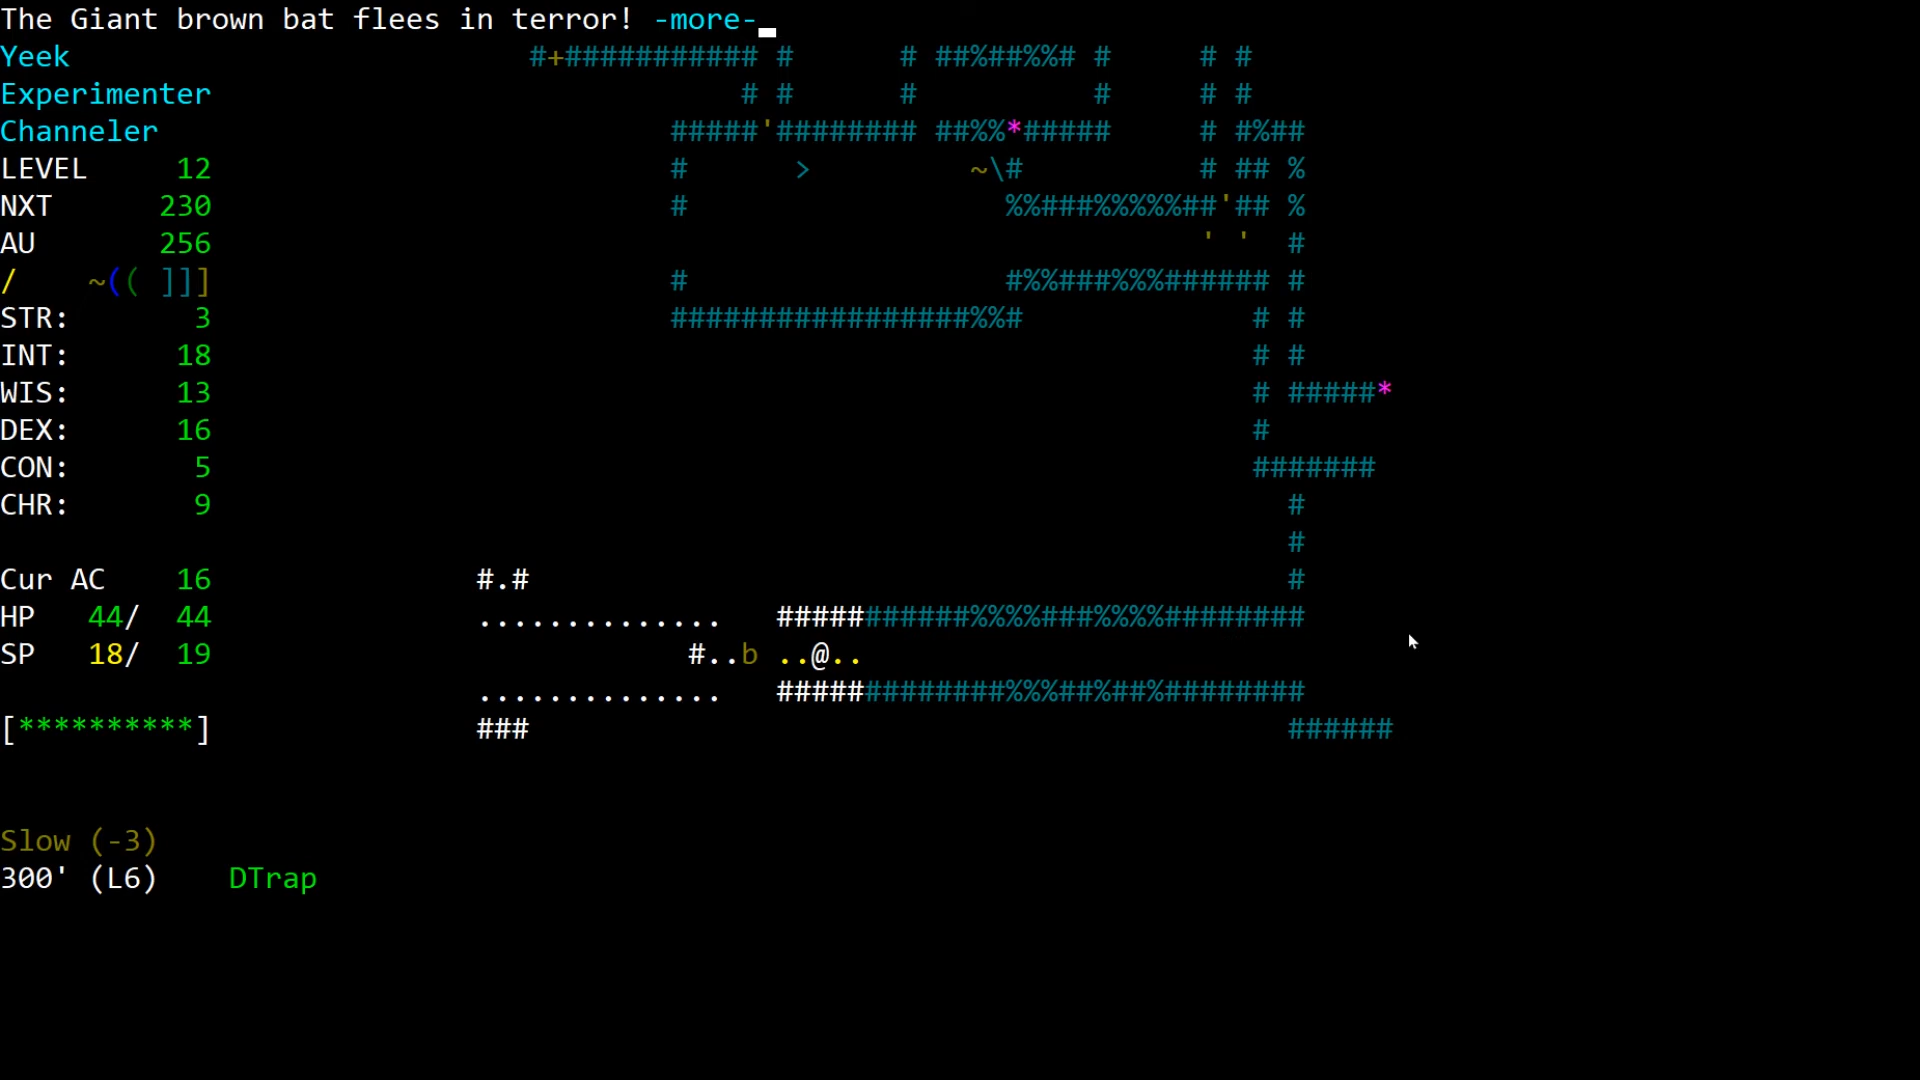 The Giant brown bat flees in terror! -more-
Yeek #+########### # # ##%##%%# # # #
Experimenter # # # # # #
Channeler #####'######## ##%%*##### # #%##
LEVEL 12 # > ~\# # ## %
NXT 230 # %%###%%%%%##'## %
AU 256 ' ' #
/ ~(( ]]] # #%%###%%%###### #
STR: 3 #################%%# # #
INT: 18 # #
WIS: 13 # #####*
DEX: 16 #
CON: 5 #######
CHR: 9 #
#
Cur AC 16 #.# #
HP 44/ 44 .............. ###########%%%%###%%%%########
SP 18/ 19 #..b ..@..
.............. #############%%%##%##%########
[**********] ### ######
Slow (-3)
300' (L6) DTrap